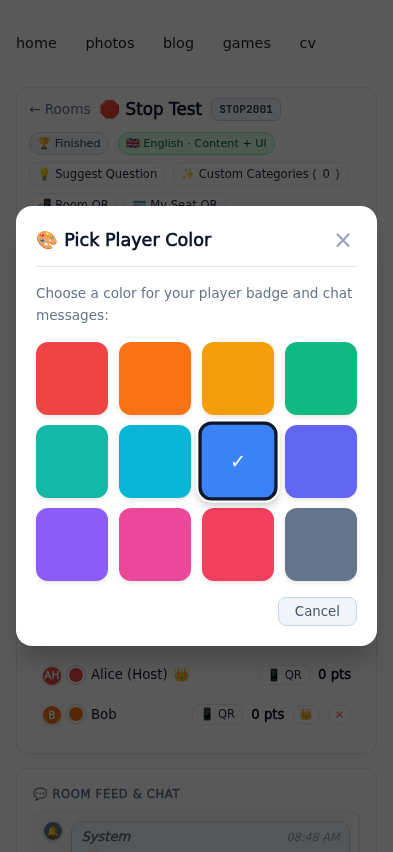 home photos blog games cv
← Rooms 🛑 Stop Test STOP2001
🏆 Finished 🇬🇧 English · Content + UI
💡 Suggest Question ✨ Custom Categories ( 0 )
📲 Room QR 🪪 My Seat QR
🎨 Pick Player Color ×
Choose a color for your player badge and chat
messages:
✓
Cancel
AH Alice (Host) 👑 📱 QR 0 pts
B Bob 📱 QR 0 pts 👑 ×
💬 ROOM FEED & CHAT
🔔 System 08:48 AM